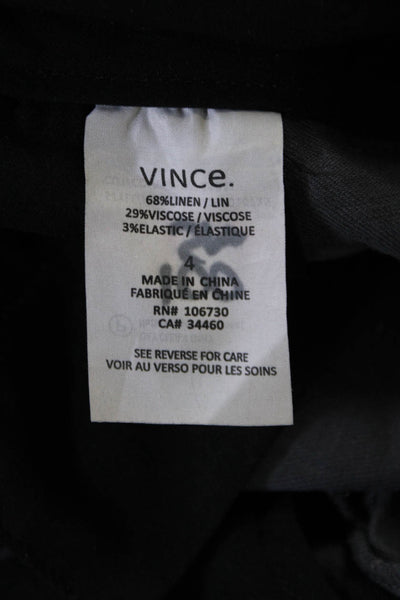 VINCe.
68%LINEN / LIN
29%VISCOSE / VISCOSE
3%ELASTIC / ÉLASTIQUE
4
MADE IN CHINA
FABRIQUÉ EN CHINE
RN# 106730
CA# 34460
SEE REVERSE FOR CARE
VOIR AU VERSO POUR LES SOINS